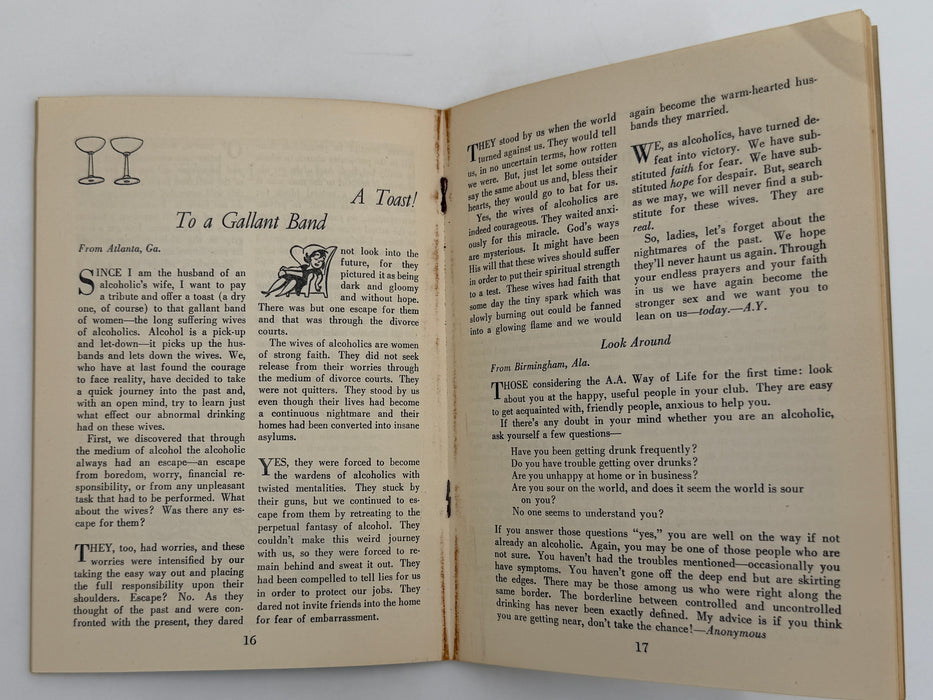 A Toast!
To a Gallant Band
From Atlanta, Ga.
SINCE I am the husband of an
alcoholic's wife, I want to pay
a tribute and offer a toast (a dry
one, of course) to that gallant band
of women—the long suffering wives
of alcoholics. Alcohol is a pick-up
and let-down—it picks up the hus-
bands and lets down the wives. We,
who have at last found the courage
to face reality, have decided to take
a quick journey into the past and,
with an open mind, try to learn just
what effect our abnormal drinking
had on these wives.
First, we discovered that through
the medium of alcohol the alcoholic
always had an escape—an escape
from boredom, worry, financial re-
sponsibility, or from any unpleasant
task that had to be performed. What
about the wives? Was there any es-
cape for them?
THEY, too, had worries, and these
worries were intensified by our
taking the easy way out and placing
the full responsibility upon their
shoulders. Escape? No. As they
thought of the past and were con-
fronted with the present, they dared
not look into the
future, for they
pictured it as being
dark and gloomy
and without hope.
There was but one escape for them
and that was through the divorce
courts.
The wives of alcoholics are women
of strong faith. They did not seek
release from their worries through
the medium of divorce courts. They
were not quitters. They stood by us
even though their lives had become
a continuous nightmare and their
homes had been converted into insane
asylums.
YES, they were forced to become
the wardens of alcoholics with
twisted mentalities. They stuck by
their guns, but we continued to es-
cape from them by retreating to the
perpetual fantasy of alcohol. They
couldn't make this weird journey
with us, so they were forced to re-
main behind and sweat it out. They
had been compelled to tell lies for us
in order to protect our jobs. They
dared not invite friends into the home
for fear of embarrassment.
16
THEY stood by us when the world
turned against us. They would tell
us, in no uncertain terms, how rotten
we were. But, just let some outsider
say the same about us and, bless their
hearts, they would go to bat for us.
Yes, the wives of alcoholics are
indeed courageous. They waited anxi-
ously for this miracle. God's ways
are mysterious. It might have been
His will that these wives should suffer
in order to put their spiritual strength
to a test. These wives had faith that
some day the tiny spark which was
slowly burning out could be fanned
into a glowing flame and we would
again become the warm-hearted hus-
bands they married.
WE, as alcoholics, have turned de-
feat into victory. We have sub-
stituted faith for fear. We have sub-
stituted hope for despair. But, search
as we may, we will never find a sub-
stitute for these wives. They are
real.
So, ladies, let's forget about the
nightmares of the past. We hope
they'll never haunt us again. Through
your endless prayers and your faith
in us we have again become the
stronger sex and we want you to
lean on us—today.—A.Y.
Look Around
From Birmingham, Ala.
THOSE considering the A.A. Way of Life for the first time: look
about you at the happy, useful people in your club. They are easy
to get acquainted with, friendly people, anxious to help you.
If there's any doubt in your mind whether you are an alcoholic,
ask yourself a few questions—
Have you been getting drunk frequently?
Do you have trouble getting over drunks?
Are you unhappy at home or in business?
Are you sour on the world, and does it seem the world is sour
on you?
No one seems to understand you?
If you answer those questions "yes," you are well on the way if not
already an alcoholic. Again, you may be one of those people who are
not sure. You haven't had the troubles mentioned—occasionally you
have symptoms. You haven't gone off the deep end but are skirting
the edges. There may be those among us who were right along the
same border. The borderline between controlled and uncontrolled
drinking has never been exactly defined. My advice is if you think
you are getting near, don't take the chance!—Anonymous
17